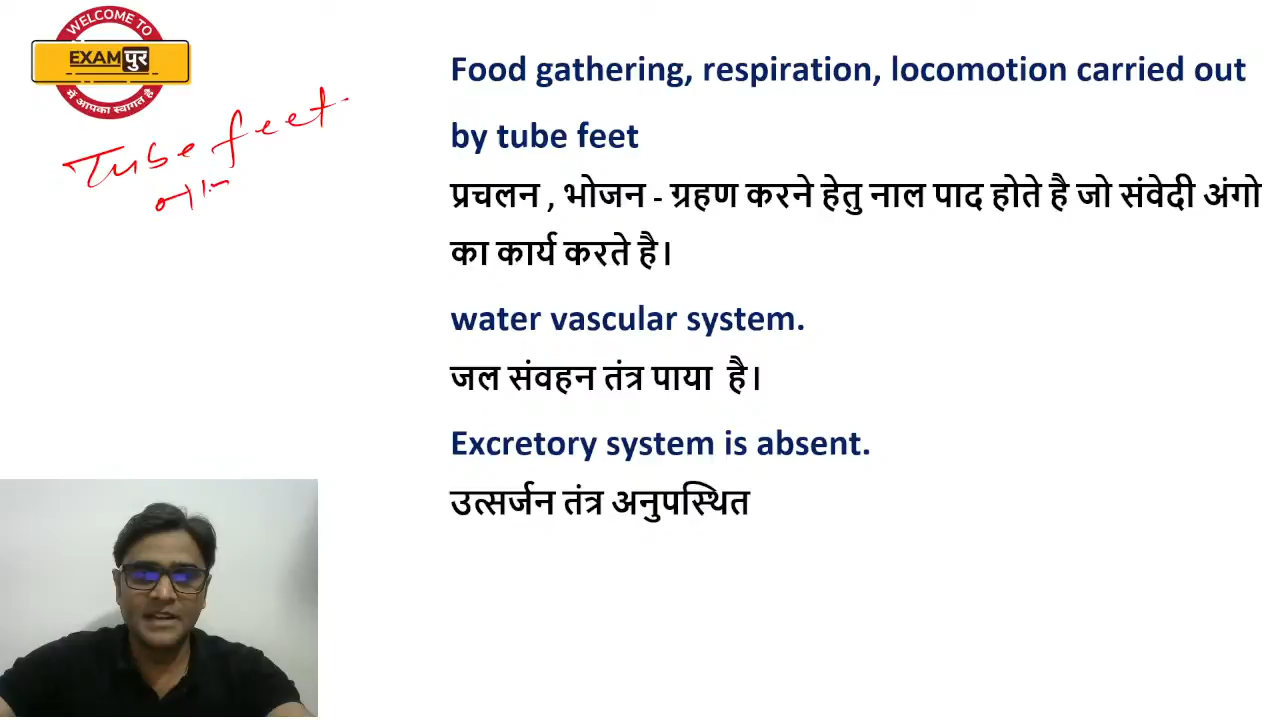 WELCOME TO
EXAMपुर
में आपका स्वागत है
Tube feet
Food gathering, respiration, locomotion carried out
by tube feet
प्रचलन , भोजन - ग्रहण करने हेतु नाल पाद होते है जो संवेदी अंगो
का कार्य करते है।
water vascular system.
जल संवहन तंत्र पाया है।
Excretory system is absent.
उत्सर्जन तंत्र अनुपस्थित